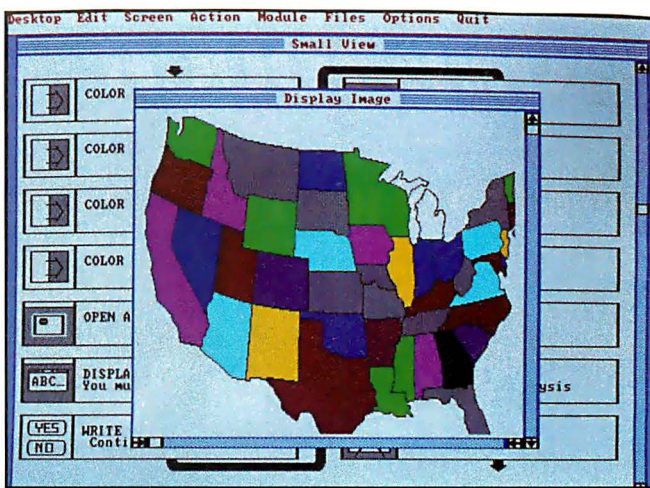 Desktop Edit Screen Action Module Files Options Quit
Small View
COLOR
Display Image
COLOR
COLOR
COLOR
OPEN A
ABC_
DISPLA
You mu
ysis
YES
NO
WRITE
Conti